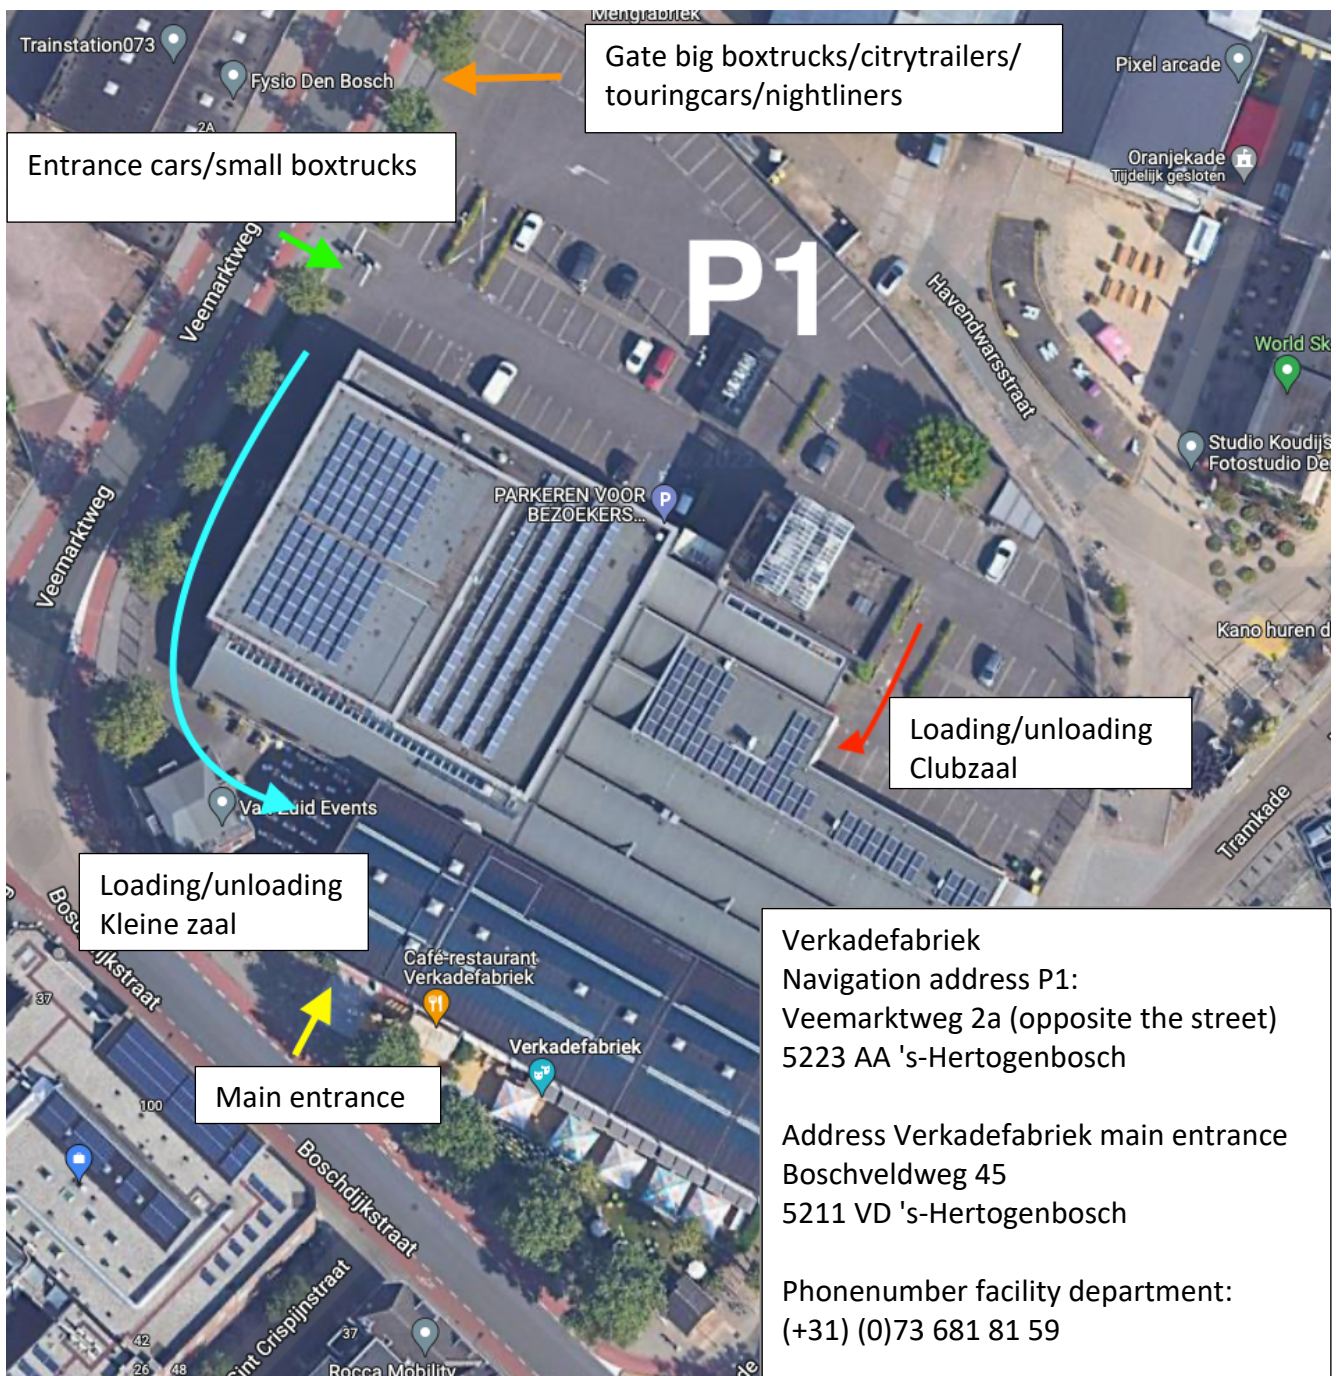 Mengfabriek
Trainstation073
Fysio Den Bosch
2A
Gate big boxtrucks/citrytrailers/
touringcars/nightliners
Pixel arcade
Oranjekade
Tijdelijk gesloten
Entrance cars/small boxtrucks
Veemarktweg
P1
Havendwarsstraat
World Sk
Studio Koudijs
Fotostudio De
Veemarktweg
PARKEREN VOOR
BEZOEKERS...
P
Kano huren d
Loading/unloading
Clubzaal
Tramkade
Van Zuid Events
Loading/unloading
Kleine zaal
Boschdijkstraat
37
Café-restaurant
Verkadefabriek
Verkadefabriek
Main entrance
100
Boschdijkstraat
Verkadefabriek
Navigation address P1:
Veemarktweg 2a (opposite the street)
5223 AA 's-Hertogenbosch
Address Verkadefabriek main entrance
Boschveldweg 45
5211 VD 's-Hertogenbosch
Phonenumber facility department:
(+31) (0)73 681 81 59
int Crispijnstraat
37
42
26
48
Rocca Mobility
de